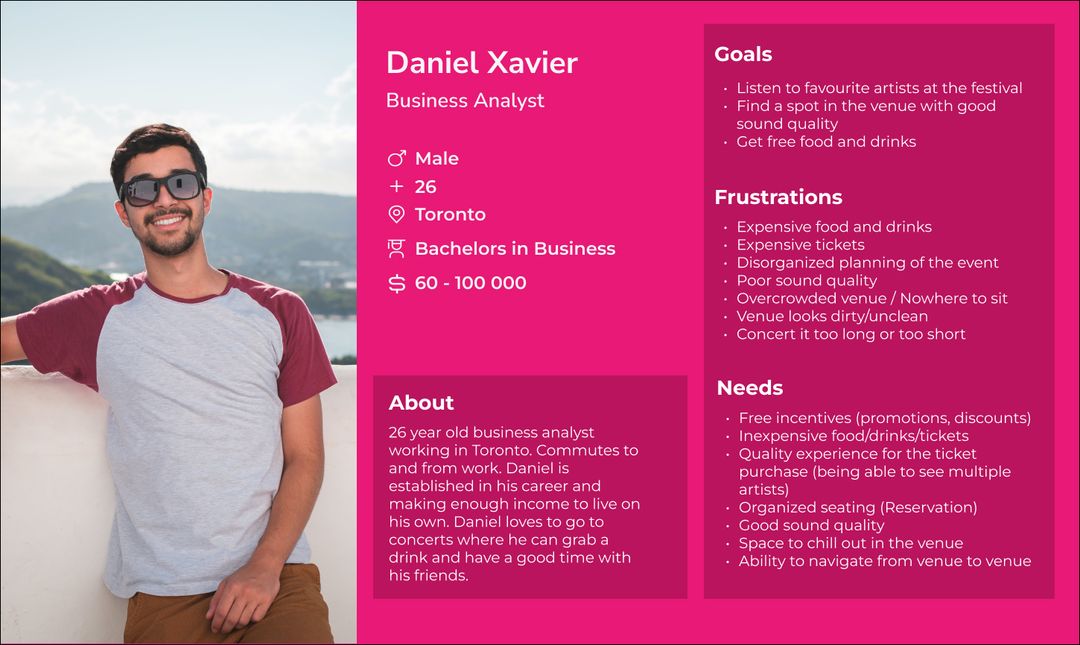 Daniel Xavier
Business Analyst
Male
26
Toronto
Bachelors in Business
60 - 100 000
About
26 year old business analyst
working in Toronto. Commutes to
and from work. Daniel is
established in his career and
making enough income to live on
his own. Daniel loves to go to
concerts where he can grab a
drink and have a good time with
his friends.
Goals
• Listen to favourite artists at the festival
• Find a spot in the venue with good
sound quality
• Get free food and drinks
Frustrations
• Expensive food and drinks
• Expensive tickets
• Disorganized planning of the event
• Poor sound quality
• Overcrowded venue / Nowhere to sit
• Venue looks dirty/unclean
• Concert it too long or too short
Needs
• Free incentives (promotions, discounts)
• Inexpensive food/drinks/tickets
• Quality experience for the ticket
purchase (being able to see multiple
artists)
• Organized seating (Reservation)
• Good sound quality
• Space to chill out in the venue
• Ability to navigate from venue to venue